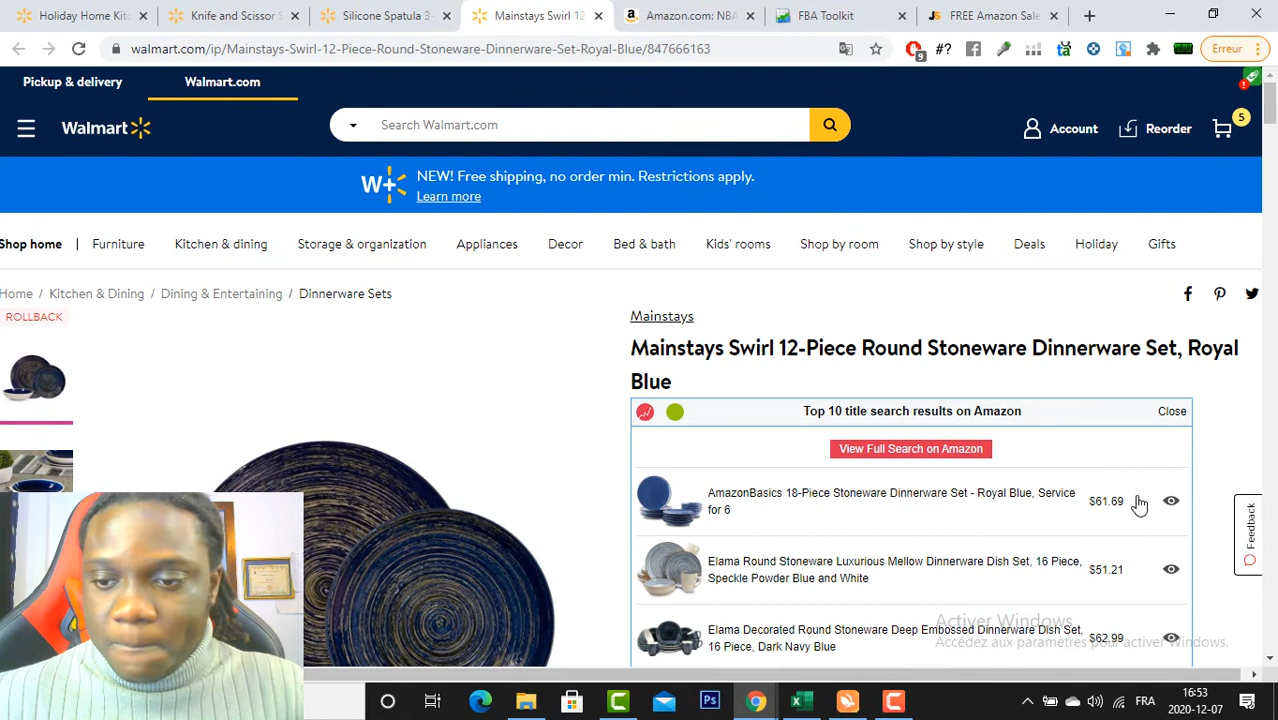 Holiday Home Kit
Knife and Scissor S
Silicone Spatula 3-
Mainstays Swirl 12
Amazon.com: NBA
FBA Toolkit
FREE Amazon Sale
walmart.com/ip/Mainstays-Swirl-12-Piece-Round-Stoneware-Dinnerware-Set-Royal-Blue/847666163
9
#?
Erreur
Pickup & delivery
Walmart.com
1
Walmart
Search Walmart.com
Account
Reorder
5
W+
NEW! Free shipping, no order min. Restrictions apply.
Learn more
Shop home
Furniture
Kitchen & dining
Storage & organization
Appliances
Decor
Bed & bath
Kids' rooms
Shop by room
Shop by style
Deals
Holiday
Gifts
Home / Kitchen & Dining / Dining & Entertaining / Dinnerware Sets
ROLLBACK
Mainstays
Mainstays Swirl 12-Piece Round Stoneware Dinnerware Set, Royal
Blue
Top 10 title search results on Amazon
Close
View Full Search on Amazon
AmazonBasics 18-Piece Stoneware Dinnerware Set - Royal Blue, Service
for 6
$61.69
Elama Round Stoneware Luxurious Mellow Dinnerware Dish Set, 16 Piece,
Speckle Powder Blue and White
$51.21
Elama Decorated Round Stoneware Deep Embossed Dinnerware Dish Set,
16 Piece, Dark Navy Blue
$62.99
Feedback
Activer Windows
Accédez aux paramètres pour activer Windows.
Ps
FRA
16:53
2020-12-07